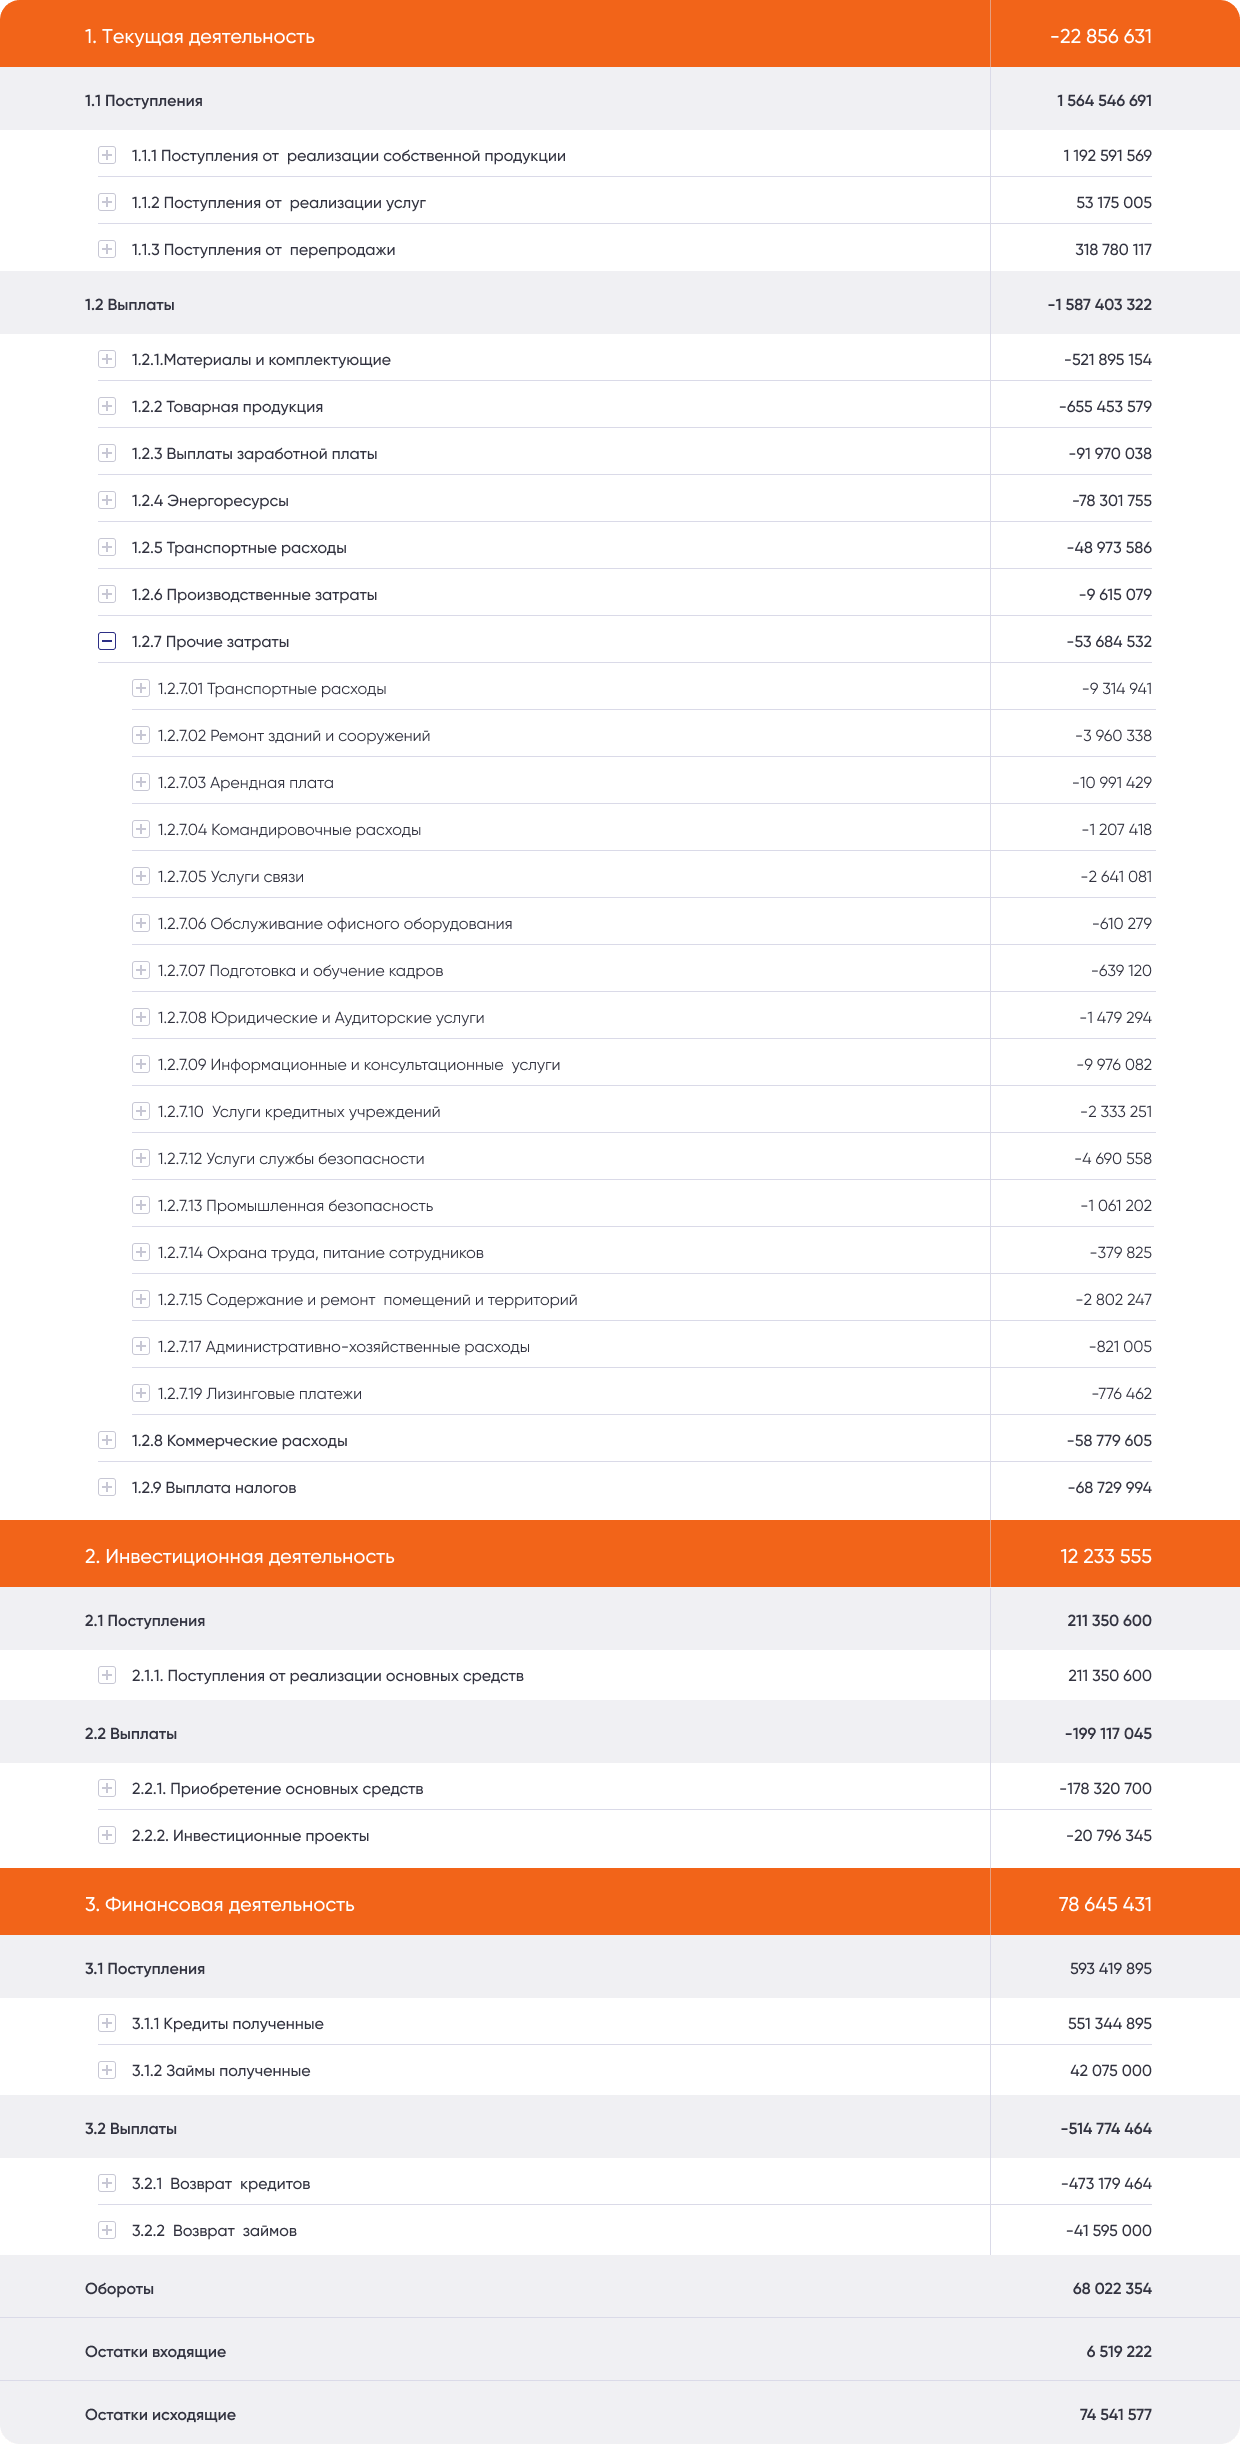 1. Текущая деятельность -22 856 631
1.1 Поступления 1 564 546 691
1.1.1 Поступления от реализации собственной продукции 1 192 591 569
1.1.2 Поступления от реализации услуг 53 175 005
1.1.3 Поступления от перепродажи 318 780 117
1.2 Выплаты -1 587 403 322
1.2.1.Материалы и комплектующие -521 895 154
1.2.2 Товарная продукция -655 453 579
1.2.3 Выплаты заработной платы -91 970 038
1.2.4 Энергоресурсы -78 301 755
1.2.5 Транспортные расходы -48 973 586
1.2.6 Производственные затраты -9 615 079
1.2.7 Прочие затраты -53 684 532
1.2.7.01 Транспортные расходы -9 314 941
1.2.7.02 Ремонт зданий и сооружений -3 960 338
1.2.7.03 Арендная плата -10 991 429
1.2.7.04 Командировочные расходы -1 207 418
1.2.7.05 Услуги связи -2 641 081
1.2.7.06 Обслуживание офисного оборудования -610 279
1.2.7.07 Подготовка и обучение кадров -639 120
1.2.7.08 Юридические и Аудиторские услуги -1 479 294
1.2.7.09 Информационные и консультационные услуги -9 976 082
1.2.7.10 Услуги кредитных учреждений -2 333 251
1.2.7.12 Услуги службы безопасности -4 690 558
1.2.7.13 Промышленная безопасность -1 061 202
1.2.7.14 Охрана труда, питание сотрудников -379 825
1.2.7.15 Содержание и ремонт помещений и территорий -2 802 247
1.2.7.17 Административно-хозяйственные расходы -821 005
1.2.7.19 Лизинговые платежи -776 462
1.2.8 Коммерческие расходы -58 779 605
1.2.9 Выплата налогов -68 729 994
2. Инвестиционная деятельность 12 233 555
2.1 Поступления 211 350 600
2.1.1. Поступления от реализации основных средств 211 350 600
2.2 Выплаты -199 117 045
2.2.1. Приобретение основных средств -178 320 700
2.2.2. Инвестиционные проекты -20 796 345
3. Финансовая деятельность 78 645 431
3.1 Поступления 593 419 895
3.1.1 Кредиты полученные 551 344 895
3.1.2 Займы полученные 42 075 000
3.2 Выплаты -514 774 464
3.2.1 Возврат кредитов -473 179 464
3.2.2 Возврат займов -41 595 000
Обороты 68 022 354
Остатки входящие 6 519 222
Остатки исходящие 74 541 577